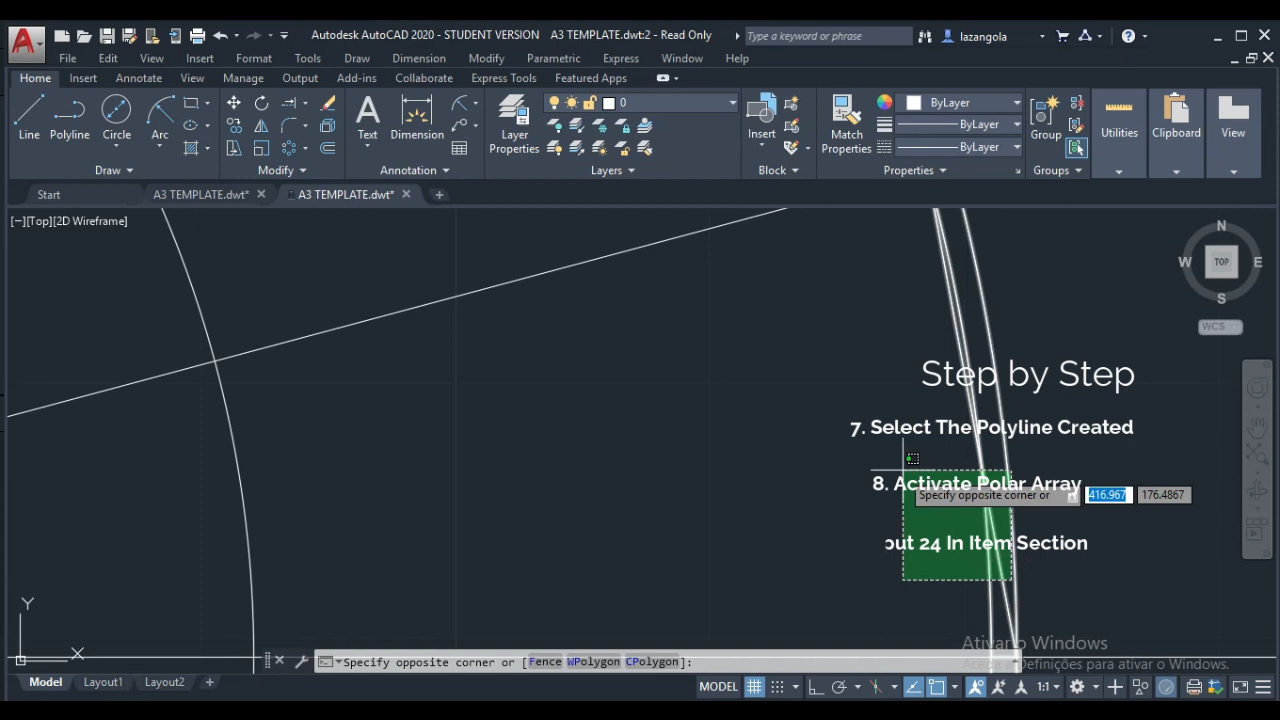 Autodesk AutoCAD 2020 - STUDENT VERSION A3 TEMPLATE.dwt:2 - Read Only
Type a keyword or phrase
lazangola
File Edit View Insert Format Tools Draw Dimension Modify Parametric Express Window Help
Home Insert Annotate View Manage Output Add-ins Collaborate Express Tools Featured Apps
0
ByLayer
ByLayer
ByLayer
Line Polyline Circle Arc
Text Dimension
Layer Properties
Insert
Match Properties
Group
Utilities Clipboard View
Draw Modify Annotation Layers Block Properties Groups
Start A3 TEMPLATE.dwt* A3 TEMPLATE.dwt*
[−][Top][2D Wireframe]
N
W TOP E
S
WCS
Step by Step
7. Select The Polyline Created
8. Activate Polar Array
Specify opposite corner or 416.967 176.4867
out 24 In Item Section
Y
X
Ativar o Windows
Specify opposite corner or [Fence WPolygon CPolygon]:
Definições para ativar o Windows.
Model Layout1 Layout2
MODEL 1:1